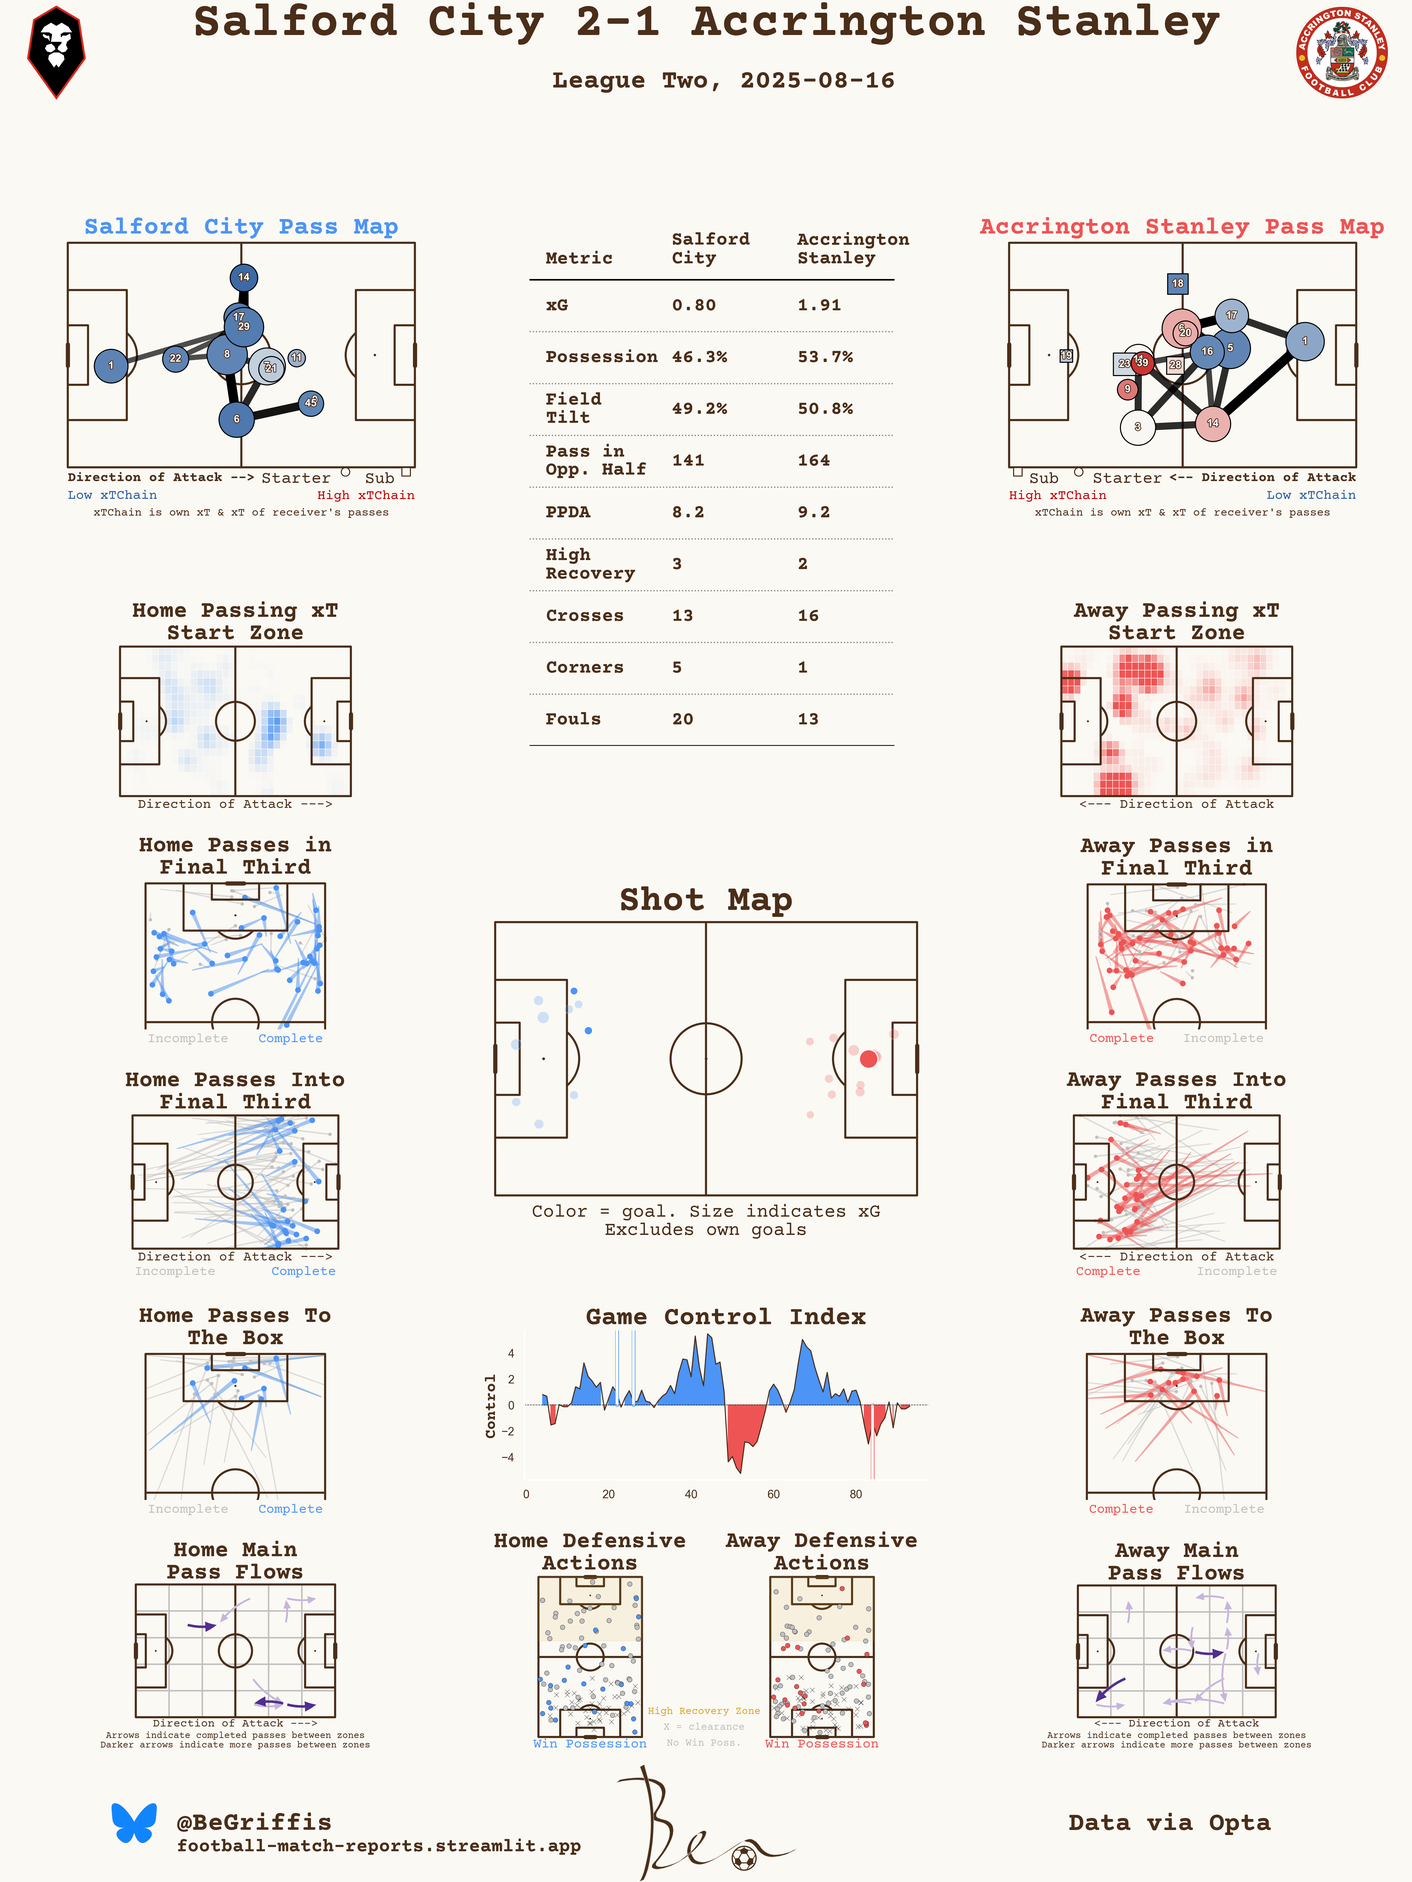 Salford City 2-1 Accrington Stanley
League Two, 2025-08-16
ACCRINGTON STANLEY
FOOTBALL CLUB
Salford City Pass Map
14
17
29
1
22
8
21
11
45
6
Direction of Attack --> Starter Sub
Low xTChain High xTChain
xTChain is own xT & xT of receiver's passes
Metric Salford City Accrington Stanley
xG 0.80 1.91
Possession 46.3% 53.7%
Field Tilt 49.2% 50.8%
Pass in Opp. Half 141 164
PPDA 8.2 9.2
High Recovery 3 2
Crosses 13 16
Corners 5 1
Fouls 20 13
Accrington Stanley Pass Map
18
17
20
1
16
5
19
23
39
28
9
3
14
Sub Starter <-- Direction of Attack
High xTChain Low xTChain
xTChain is own xT & xT of receiver's passes
Home Passing xT
Start Zone
Direction of Attack --->
Away Passing xT
Start Zone
<--- Direction of Attack
Home Passes in
Final Third
Incomplete Complete
Away Passes in
Final Third
Complete Incomplete
Shot Map
Color = goal. Size indicates xG
Excludes own goals
Home Passes Into
Final Third
Direction of Attack --->
Incomplete Complete
Away Passes Into
Final Third
<--- Direction of Attack
Complete Incomplete
Home Passes To
The Box
Incomplete Complete
Game Control Index
Control
4
2
0
−2
−4
0 20 40 60 80
Away Passes To
The Box
Complete Incomplete
Home Main
Pass Flows
Direction of Attack --->
Arrows indicate completed passes between zones
Darker arrows indicate more passes between zones
Home Defensive
Actions
Win Possession
Away Defensive
Actions
Win Possession
High Recovery Zone
X = clearance
No Win Poss.
Away Main
Pass Flows
<--- Direction of Attack
Arrows indicate completed passes between zones
Darker arrows indicate more passes between zones
@BeGriffis
football-match-reports.streamlit.app
Ben
Data via Opta